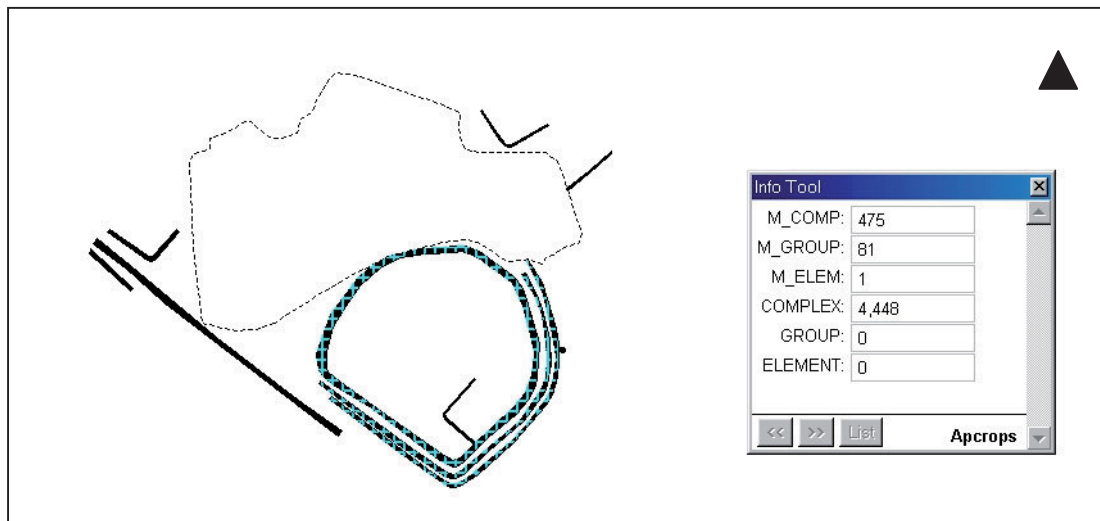 Info Tool
M_COMP: 475
M_GROUP: 81
M_ELEM: 1
COMPLEX: 4,448
GROUP: 0
ELEMENT: 0
<< >> List Apcrops